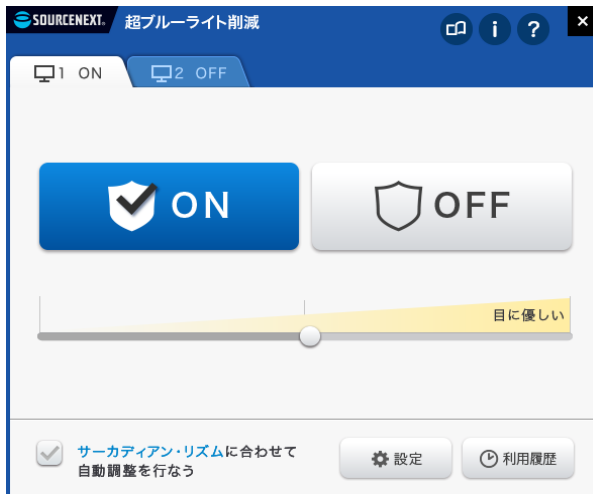 SOURCENEXT. 超ブルーライト削減
i ?
1 ON 2 OFF
ON OFF
目に優しい
サーカディアン・リズムに合わせて
自動調整を行なう
設定 利用履歴